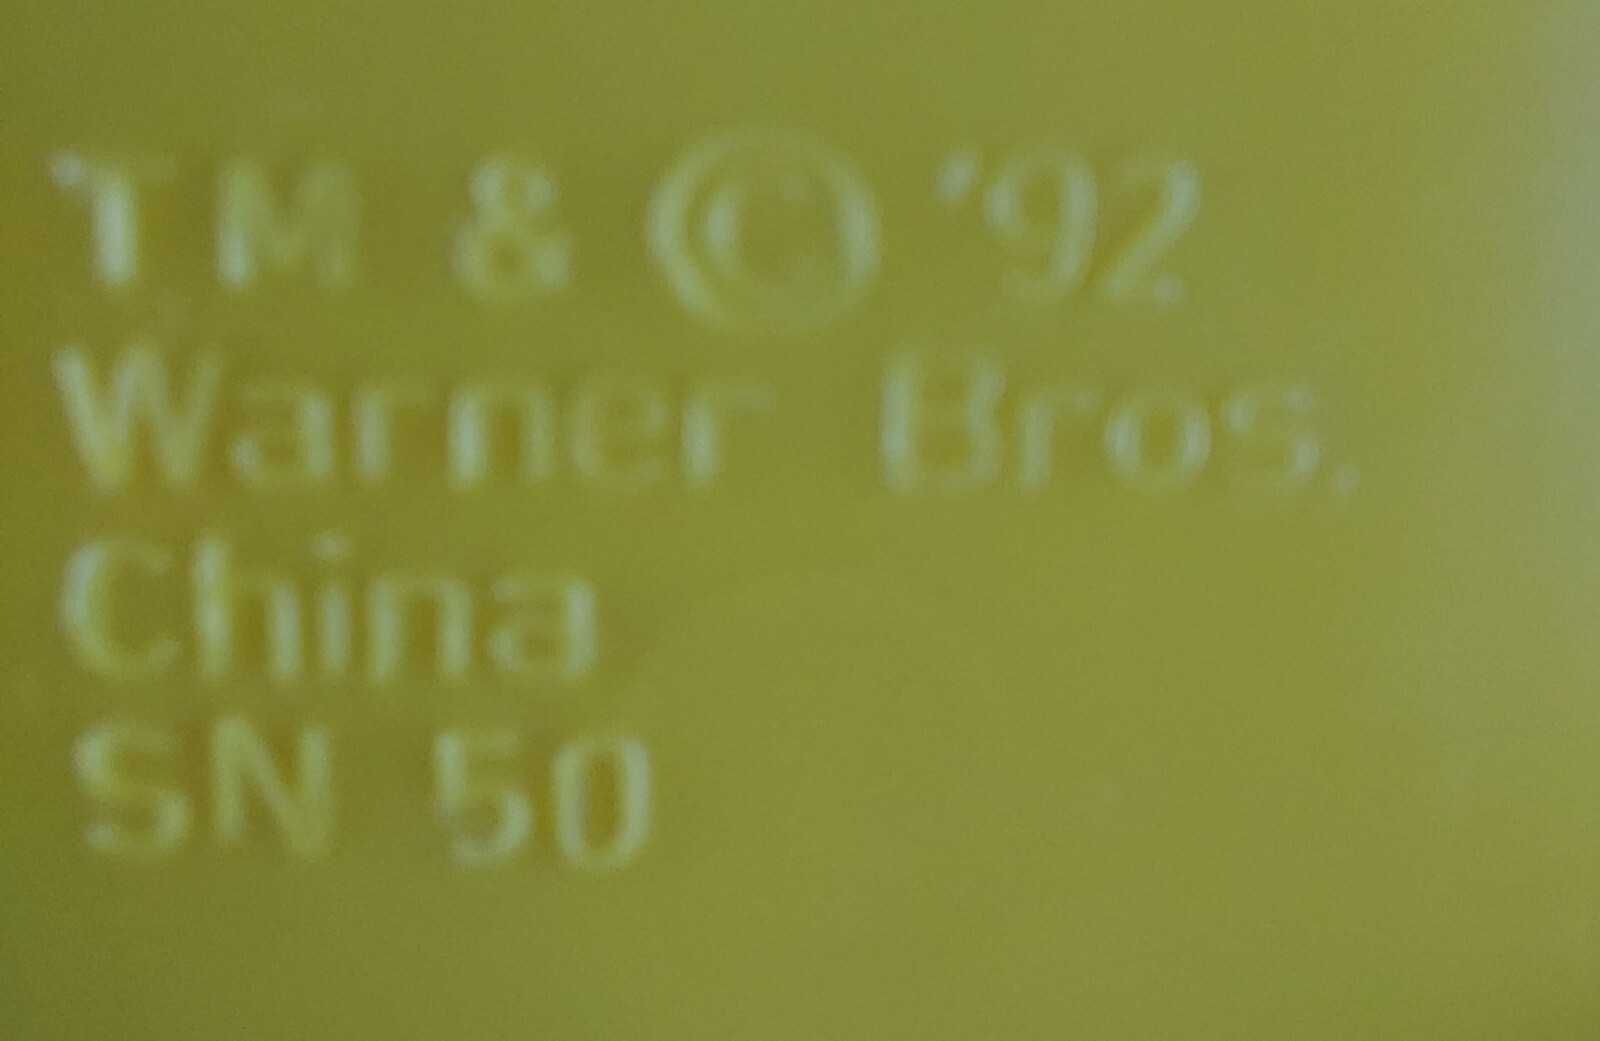 TM & © '92
Warner Bros.
China
SN 50